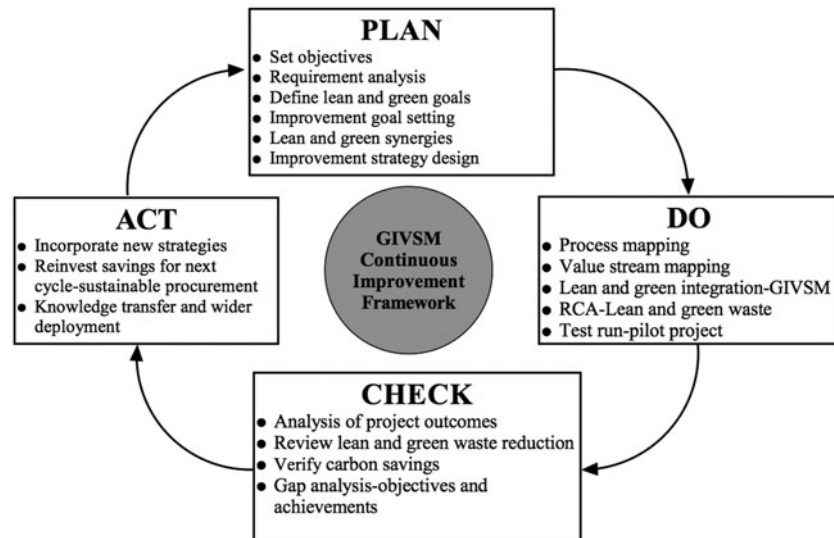 PLAN
● Set objectives
● Requirement analysis
● Define lean and green goals
● Improvement goal setting
● Lean and green synergies
● Improvement strategy design
ACT
● Incorporate new strategies
● Reinvest savings for next
cycle-sustainable procurement
● Knowledge transfer and wider
deployment
GIVSM
Continuous
Improvement
Framework
DO
● Process mapping
● Value stream mapping
● Lean and green integration-GIVSM
● RCA-Lean and green waste
● Test run-pilot project
CHECK
● Analysis of project outcomes
● Review lean and green waste reduction
● Verify carbon savings
● Gap analysis-objectives and
achievements